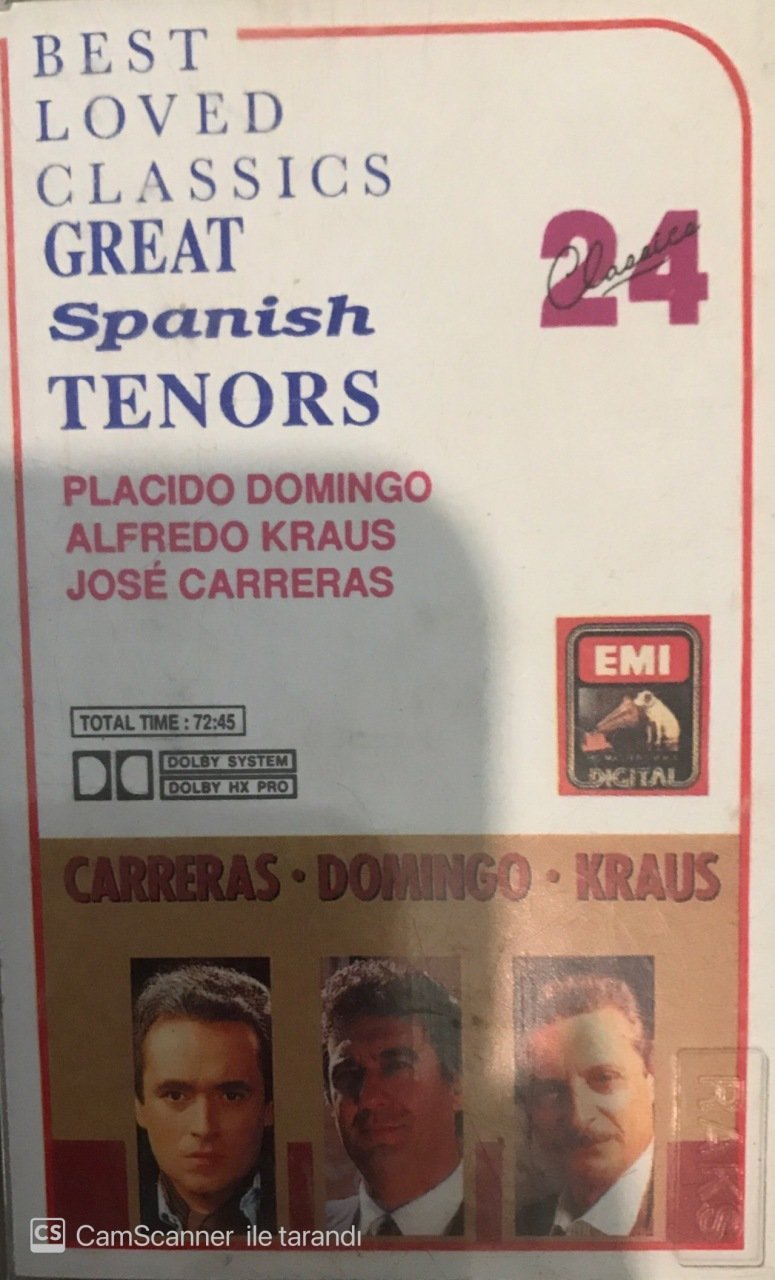 BEST
LOVED
CLASSICS
GREAT
Spanish
TENORS
24
Classics
PLACIDO DOMINGO
ALFREDO KRAUS
JOSÉ CARRERAS
EMI
DIGITAL
TOTAL TIME : 72:45
DOLBY SYSTEM
DOLBY HX PRO
CARRERAS · DOMINGO · KRAUS
RAKS
CS CamScanner ile tarandı